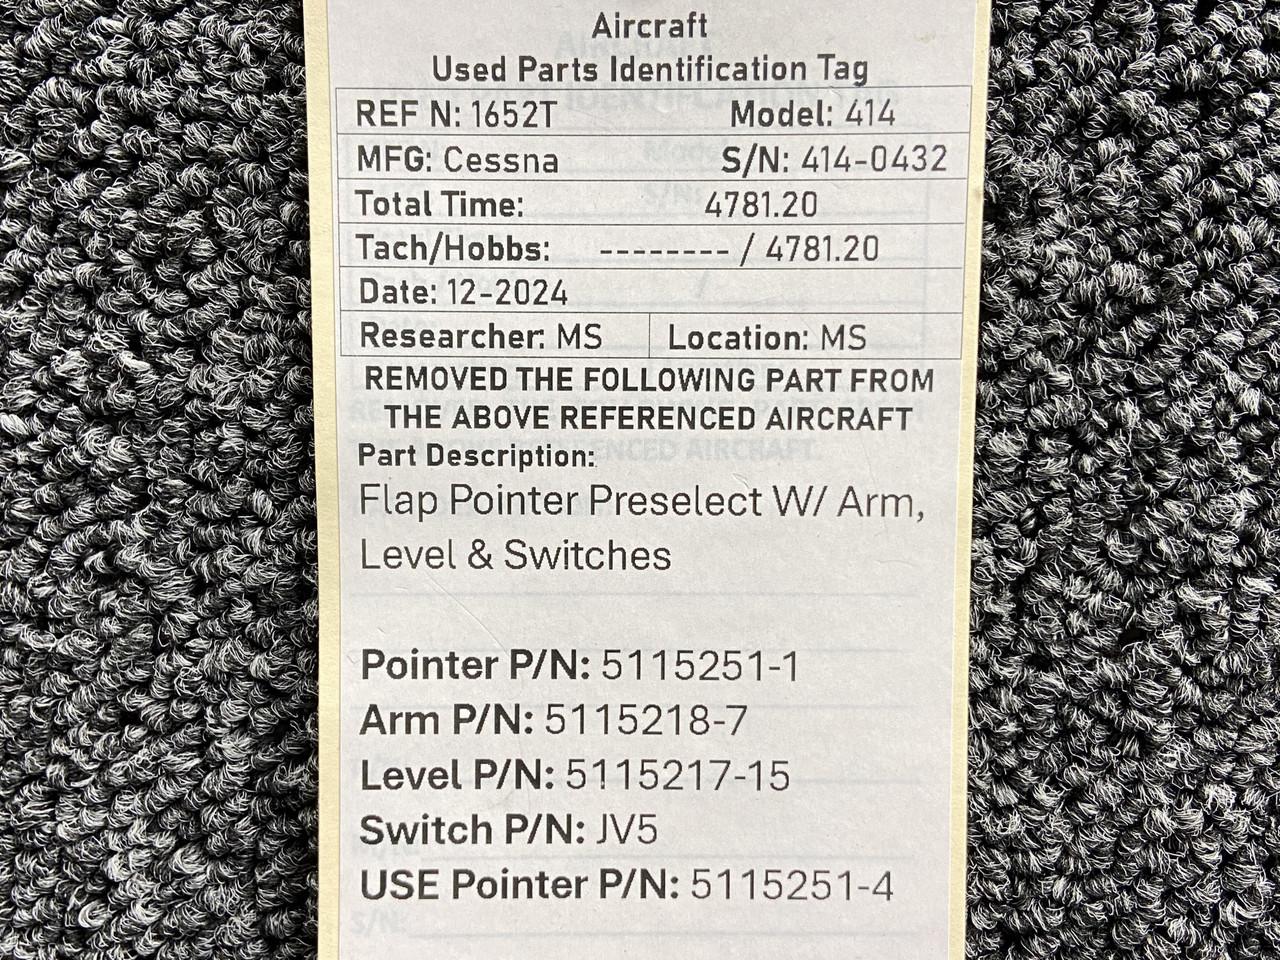 Aircraft
Used Parts Identification Tag
REF N: 1652T Model: 414
MFG: Cessna S/N: 414-0432
Total Time: 4781.20
Tach/Hobbs: -------- / 4781.20
Date: 12-2024
Researcher: MS Location: MS
REMOVED THE FOLLOWING PART FROM
THE ABOVE REFERENCED AIRCRAFT
Part Description:
Flap Pointer Preselect W/ Arm,
Level & Switches
Pointer P/N: 5115251-1
Arm P/N: 5115218-7
Level P/N: 5115217-15
Switch P/N: JV5
USE Pointer P/N: 5115251-4
S/N: